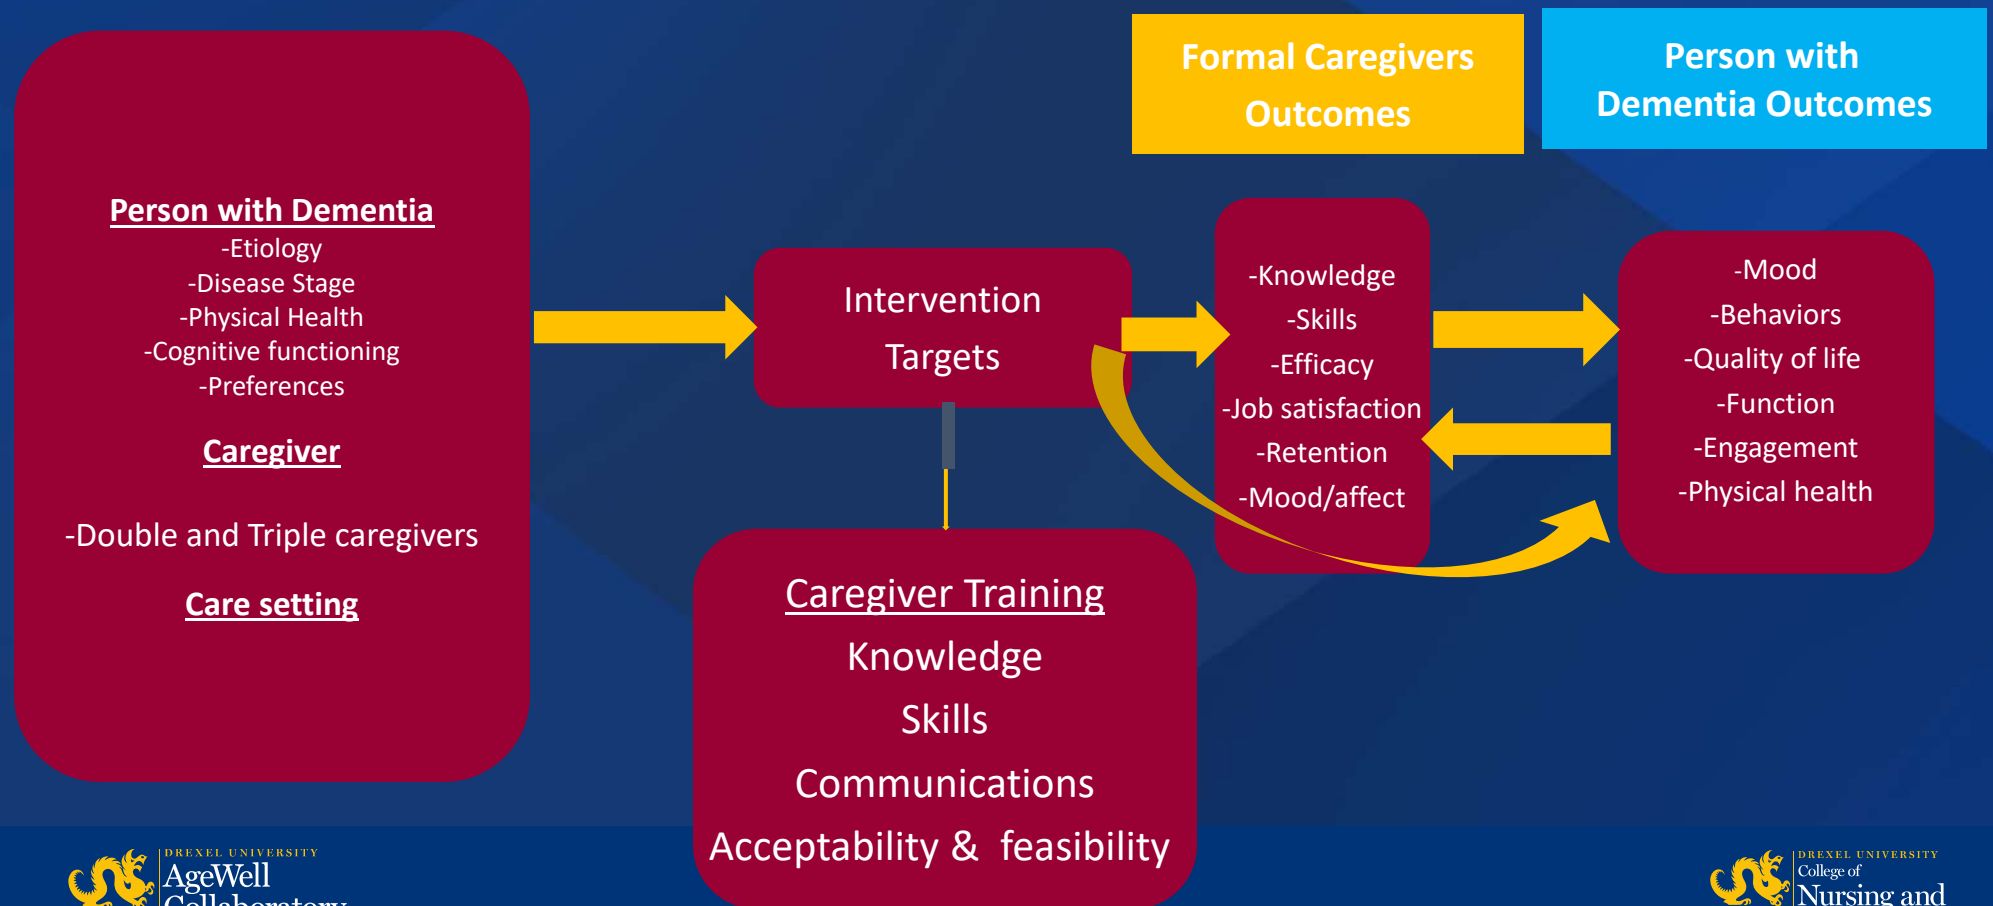 Formal Caregivers
Outcomes
Person with
Dementia Outcomes
Person with Dementia
-Etiology
-Disease Stage
-Physical Health
-Cognitive functioning
-Preferences
Caregiver
-Double and Triple caregivers
Care setting
Intervention
Targets
Caregiver Training
Knowledge
Skills
Communications
Acceptability & feasibility
-Knowledge
-Skills
-Efficacy
-Job satisfaction
-Retention
-Mood/affect
-Mood
-Behaviors
-Quality of life
-Function
-Engagement
-Physical health
DREXEL UNIVERSITY
AgeWell
Collaboratory
DREXEL UNIVERSITY
College of
Nursing and